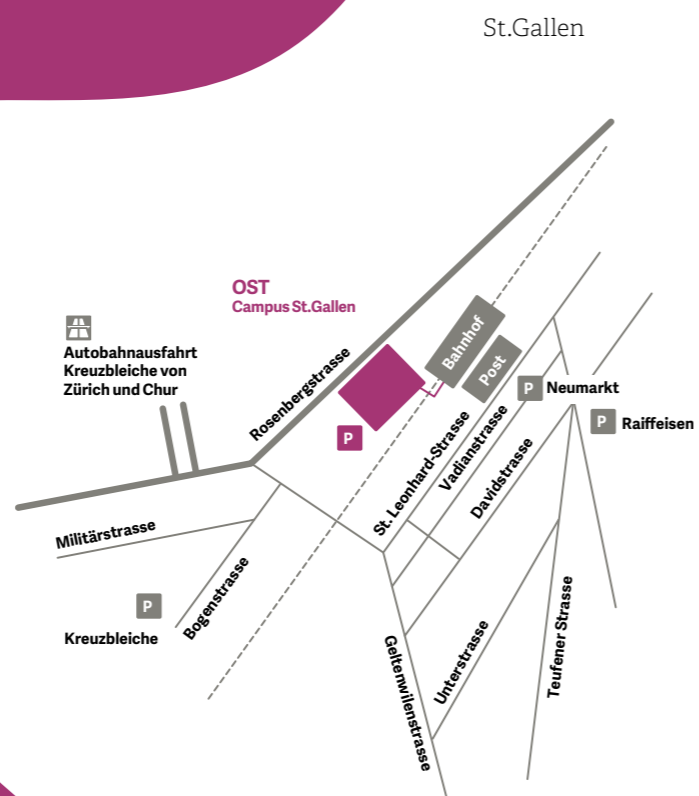 St.Gallen
OST
Campus St.Gallen
Autobahnausfahrt
Kreuzbleiche von
Zürich und Chur
Rosenbergstrasse
Bahnhof
Post
P
Neumarkt
P
Raiffeisen
P
St. Leonhard-Strasse
Vadianstrasse
Davidstrasse
Militärstrasse
Bogenstrasse
P
Kreuzbleiche
Geltenwilenstrasse
Unterstrasse
Teufener Strasse